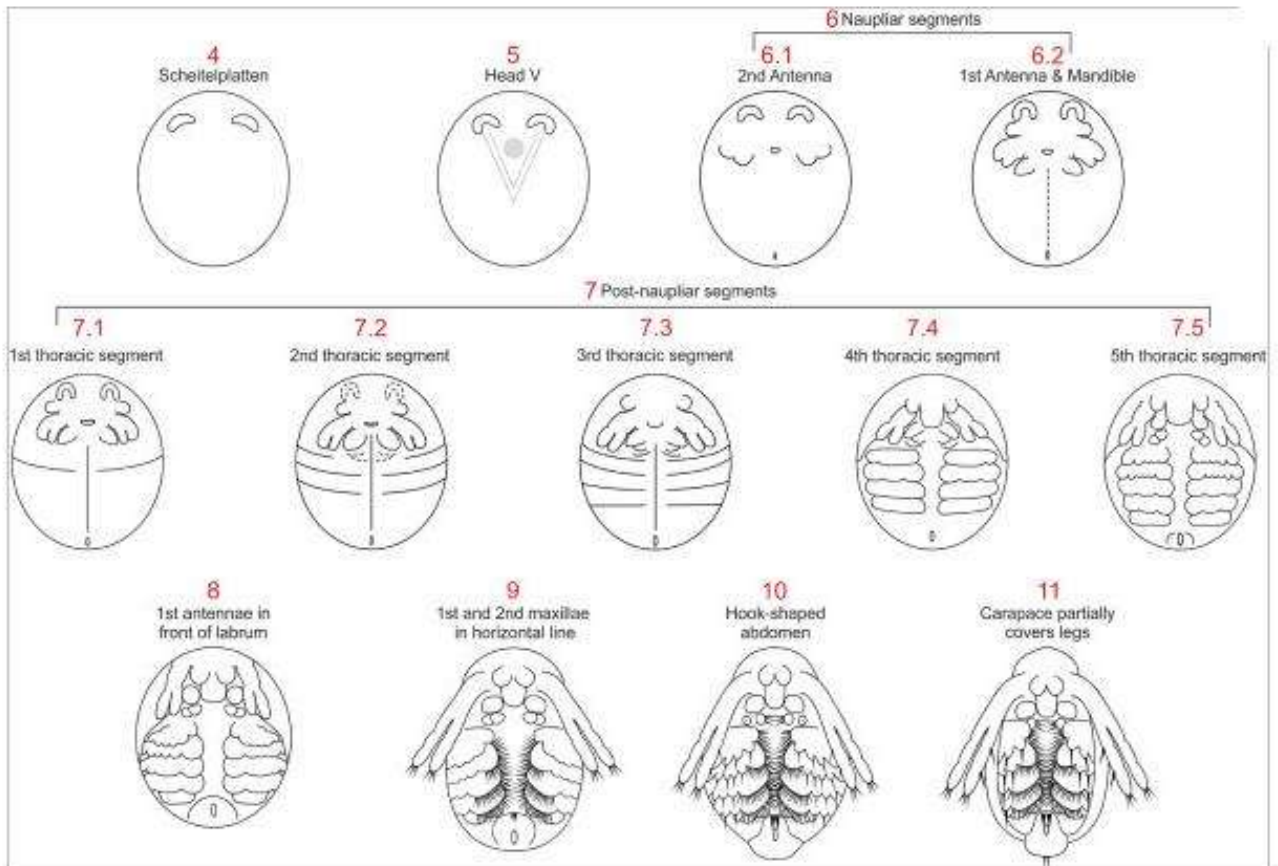 6 Naupliar segments
4
Scheitelplatten
5
Head V
6.1
2nd Antenna
6.2
1st Antenna & Mandible
7 Post-naupliar segments
7.1
1st thoracic segment
7.2
2nd thoracic segment
7.3
3rd thoracic segment
7.4
4th thoracic segment
7.5
5th thoracic segment
8
1st antennae in
front of labrum
9
1st and 2nd maxillae
in horizontal line
10
Hook-shaped
abdomen
11
Carapace partially
covers legs